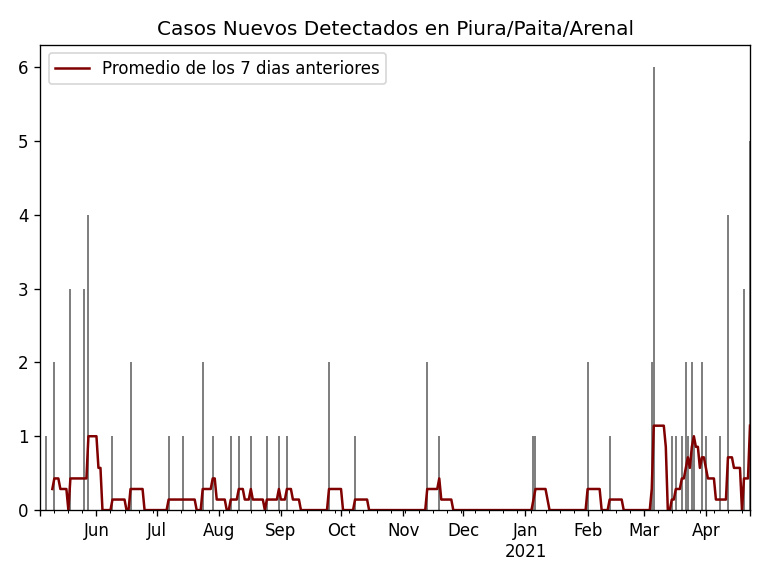 Casos Nuevos Detectados en Piura/Paita/Arenal
Promedio de los 7 dias anteriores
6
5
4
3
2
1
0
Jun Jul Aug Sep Oct Nov Dec Jan Feb Mar Apr
2021